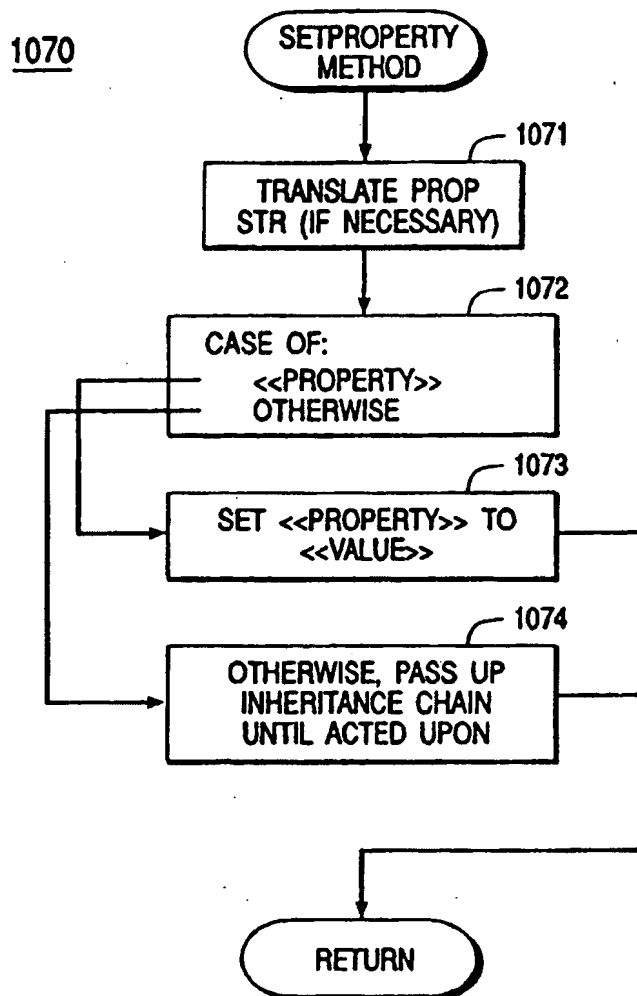 1070
SETPROPERTY
METHOD
1071
TRANSLATE PROP
STR (IF NECESSARY)
1072
CASE OF:
<<PROPERTY>>
OTHERWISE
1073
SET <<PROPERTY>> TO
<<VALUE>>
1074
OTHERWISE, PASS UP
INHERITANCE CHAIN
UNTIL ACTED UPON
RETURN